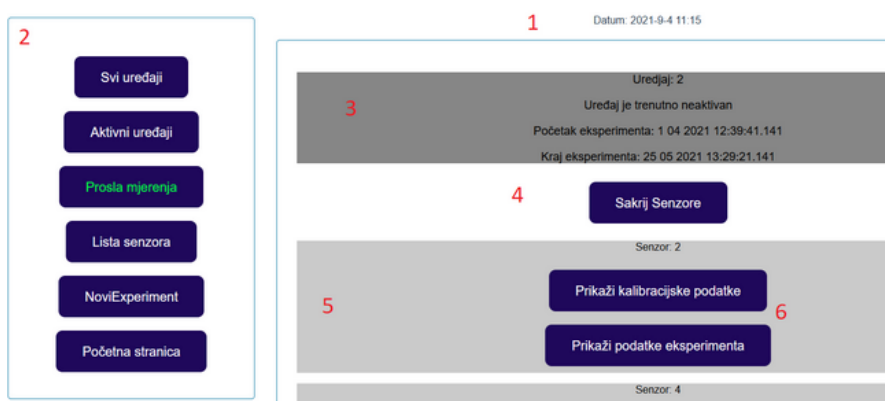 1
Datum: 2021-9-4 11:15
2
Svi uređaji
Aktivni uređaji
Prosla mjerenja
Lista senzora
NoviExperiment
Početna stranica
3
Uredjaj: 2
Uređaj je trenutno neaktivan
Početak eksperimenta: 1 04 2021 12:39:41.141
Kraj eksperimenta: 25 05 2021 13:29:21.141
4
Sakrij Senzore
5
Senzor: 2
Prikaži kalibracijske podatke
6
Prikaži podatke eksperimenta
Senzor: 4